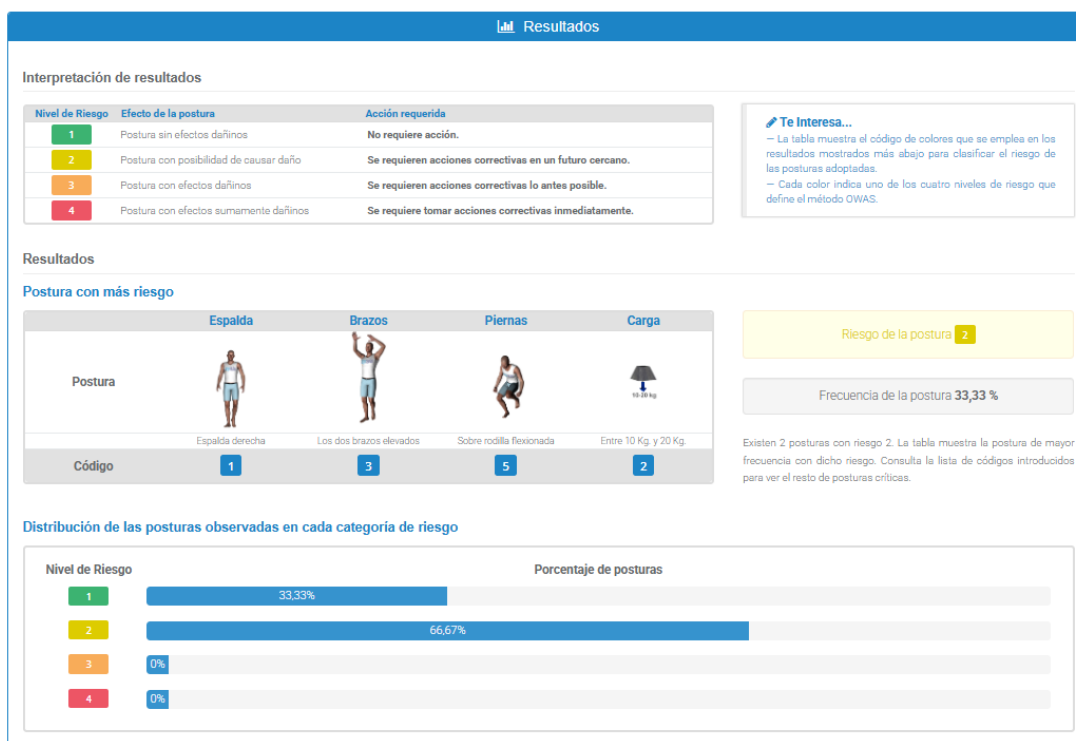 Resultados
Interpretación de resultados
Nivel de Riesgo Efecto de la postura Acción requerida
1 Postura sin efectos dañinos No requiere acción.
2 Postura con posibilidad de causar daño Se requieren acciones correctivas en un futuro cercano.
3 Postura con efectos dañinos Se requieren acciones correctivas lo antes posible.
4 Postura con efectos sumamente dañinos Se requiere tomar acciones correctivas inmediatamente.
Te Interesa...
— La tabla muestra el código de colores que se emplea en los
resultados mostrados más abajo para clasificar el riesgo de
las posturas adoptadas.
— Cada color indica uno de los cuatro niveles de riesgo que
define el método OWAS.
Resultados
Postura con más riesgo
Espalda Brazos Piernas Carga
Postura
10-20 kg
Espalda derecha Los dos brazos elevados Sobre rodilla flexionada Entre 10 Kg. y 20 Kg.
Código 1 3 5 2
Riesgo de la postura 2
Frecuencia de la postura 33,33 %
Existen 2 posturas con riesgo 2. La tabla muestra la postura de mayor
frecuencia con dicho riesgo. Consulta la lista de códigos introducidos
para ver el resto de posturas críticas.
Distribución de las posturas observadas en cada categoría de riesgo
Nivel de Riesgo Porcentaje de posturas
1 33,33%
2 66,67%
3 0%
4 0%